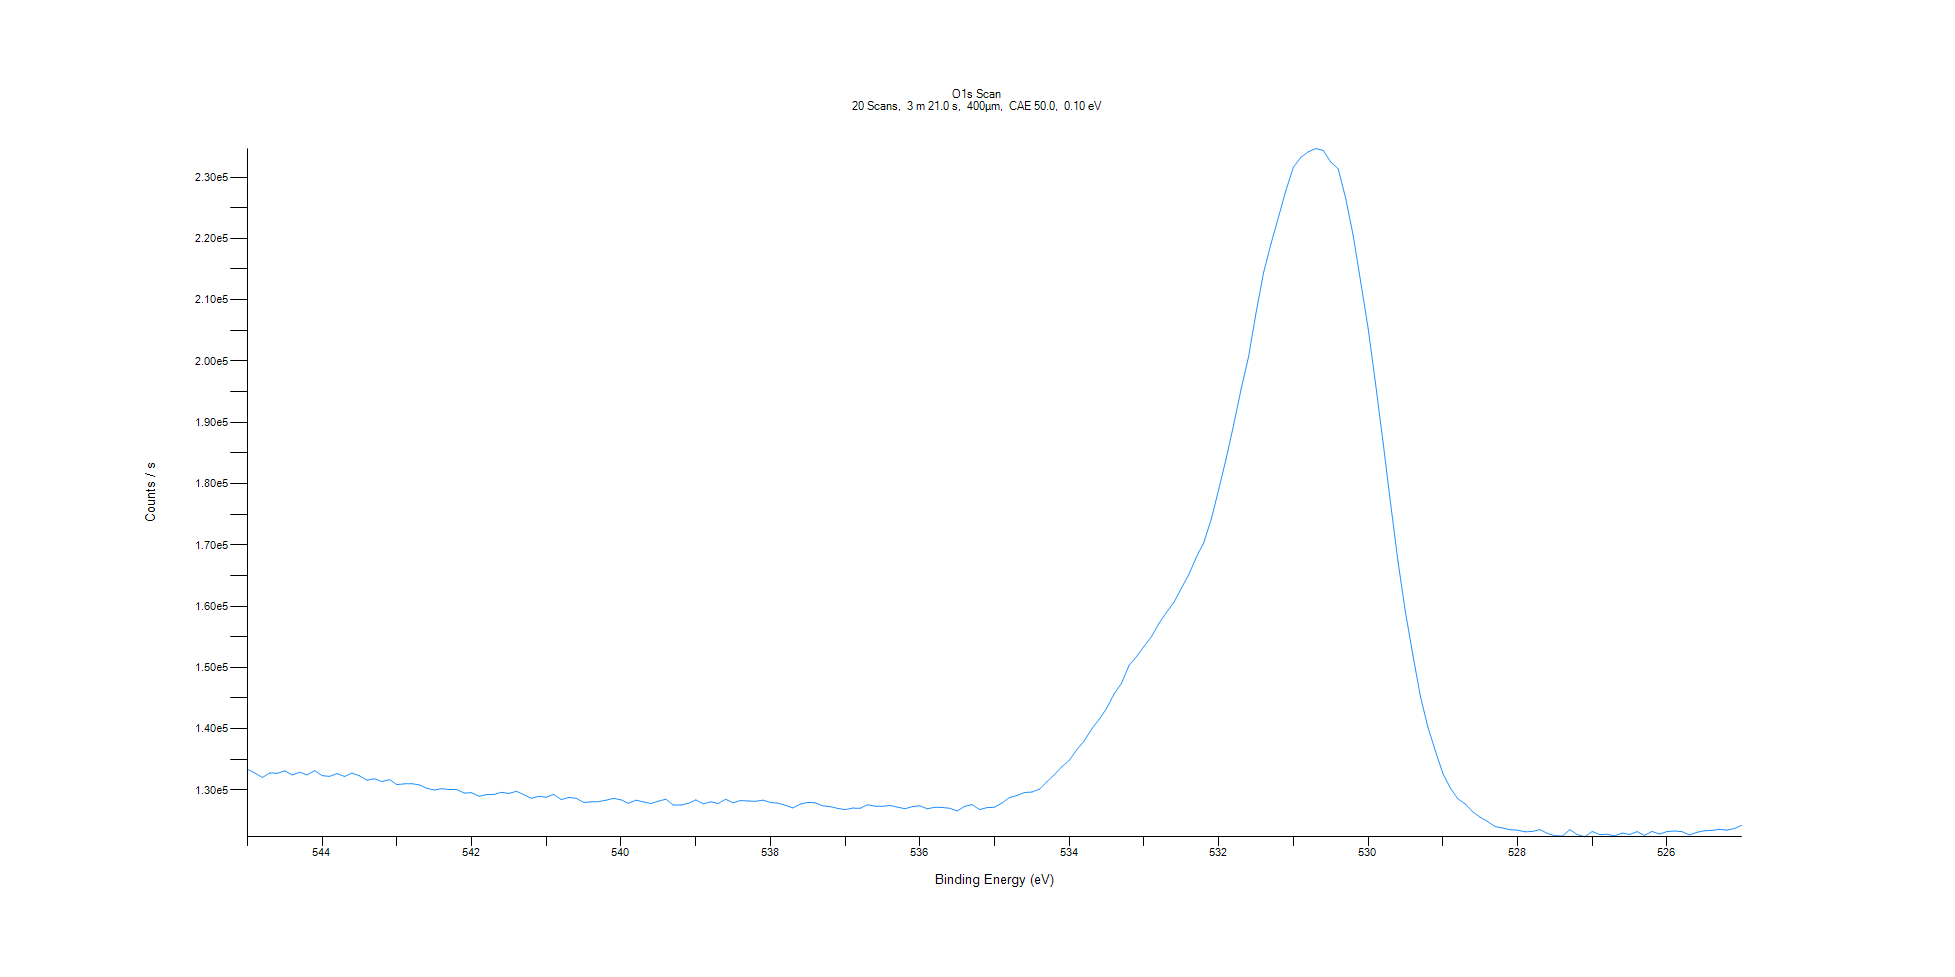 O1s Scan
20 Scans, 3 m 21.0 s, 400µm, CAE 50.0, 0.10 eV
2.30e5
2.20e5
2.10e5
2.00e5
1.90e5
1.80e5
1.70e5
1.60e5
1.50e5
1.40e5
1.30e5
Counts / s
544 542 540 538 536 534 532 530 528 526
Binding Energy (eV)